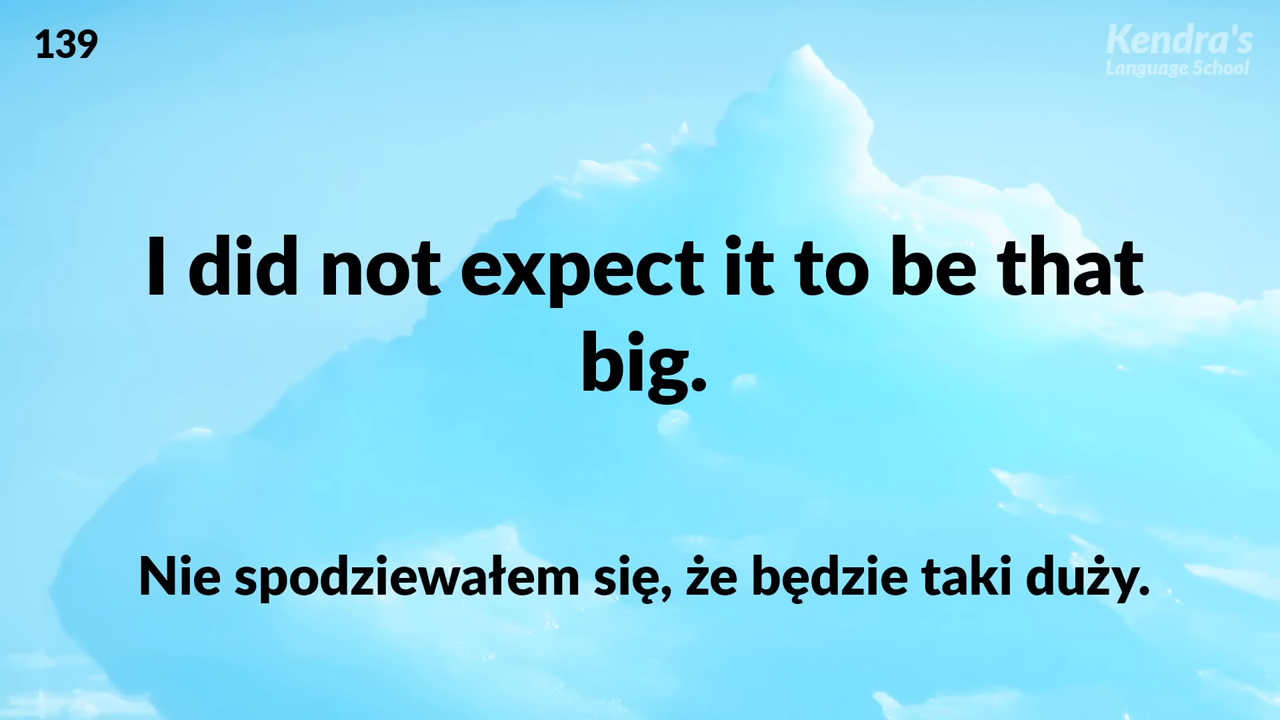 139
Kendra's
Language School
I did not expect it to be that
big.
Nie spodziewałem się, że będzie taki duży.